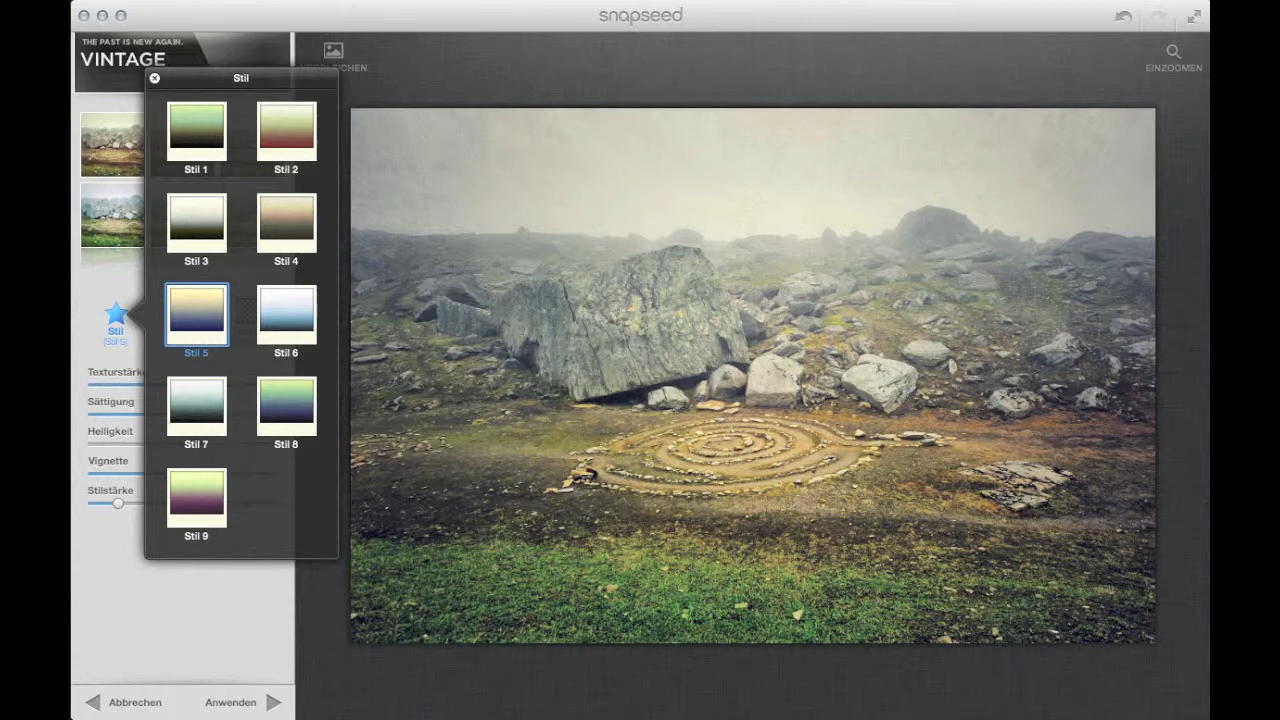 snapseed
THE PAST IS NEW AGAIN.
VINTAGE
EINZOOMEN
Stil
Stil 1
Stil 2
Stil 3
Stil 4
Stil 5
Stil 6
Stil 7
Stil 8
Stil 9
Stil
(Stil 5)
Texturstärke
Sättigung
Helligkeit
Vignette
Stilstärke
Abbrechen
Anwenden